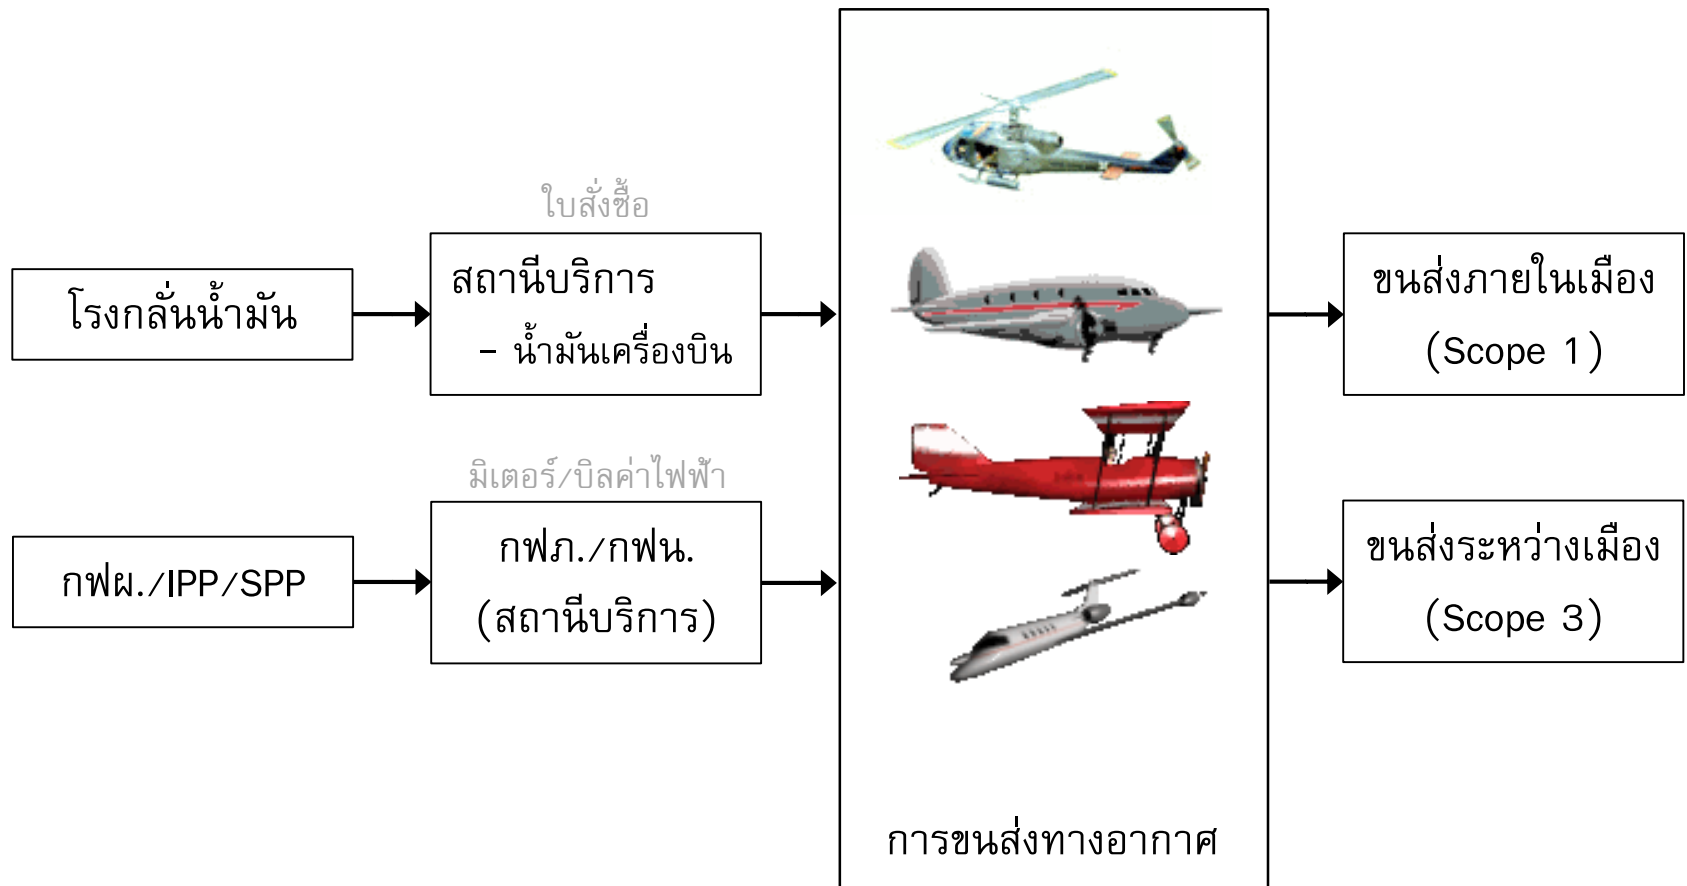 ใบสั่งซื้อ
โรงกลั่นน้ำมัน
สถานีบริการ
- น้ำมันเครื่องบิน
ขนส่งภายในเมือง
(Scope 1)
มิเตอร์/บิลค่าไฟฟ้า
กฟผ./IPP/SPP
กฟภ./กฟน.
(สถานีบริการ)
ขนส่งระหว่างเมือง
(Scope 3)
การขนส่งทางอากาศ